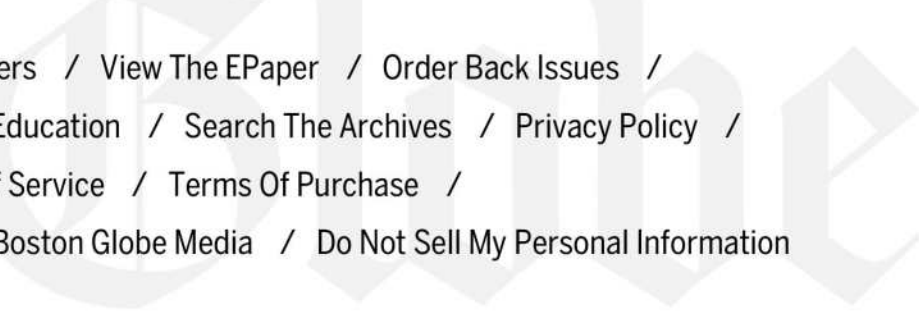 ers / View The EPaper / Order Back Issues /
Education / Search The Archives / Privacy Policy /
Service / Terms Of Purchase /
Boston Globe Media / Do Not Sell My Personal Information
Globe